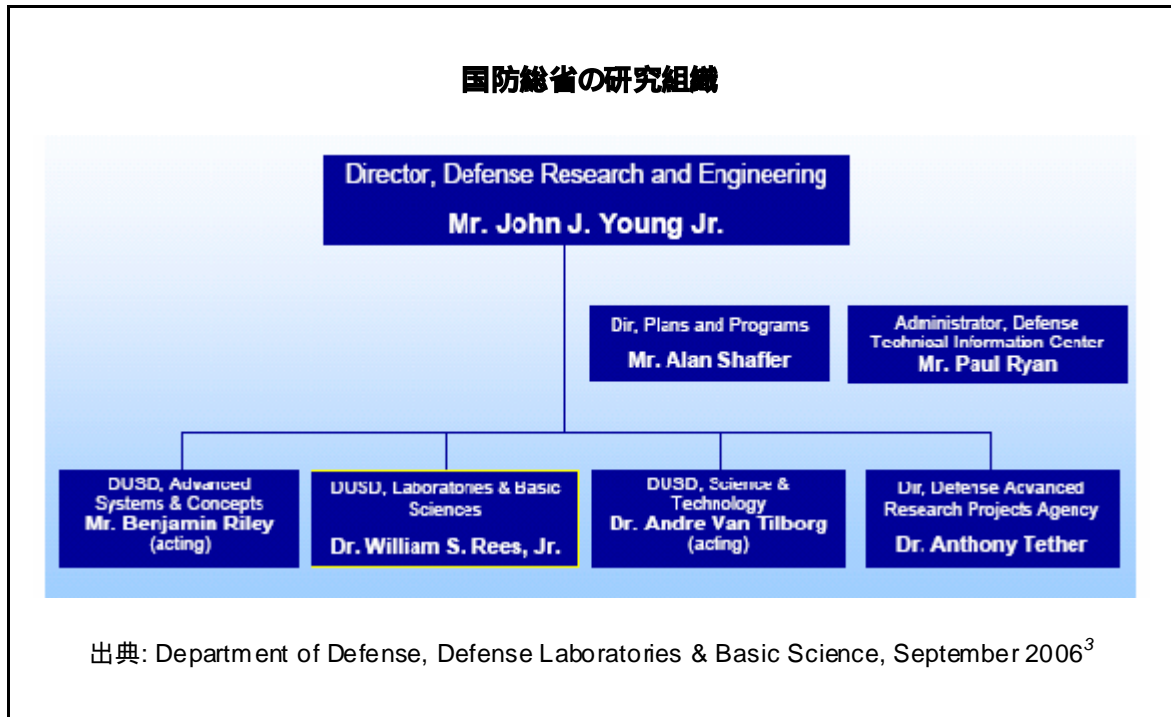 国防総省の研究組織
Director, Defense Research and Engineering
Mr. John J. Young Jr.
Dir, Plans and Programs
Mr. Alan Shaffer
Administrator, Defense
Technical Information Center
Mr. Paul Ryan
DUSD, Advanced
Systems & Concepts
Mr. Benjamin Riley
(acting)
DUSD, Laboratories & Basic
Sciences
Dr. William S. Rees, Jr.
DUSD, Science &
Technology
Dr. Andre Van Tilborg
(acting)
Dir, Defense Advanced
Research Projects Agency
Dr. Anthony Tether
出典: Department of Defense, Defense Laboratories & Basic Science, September 2006³